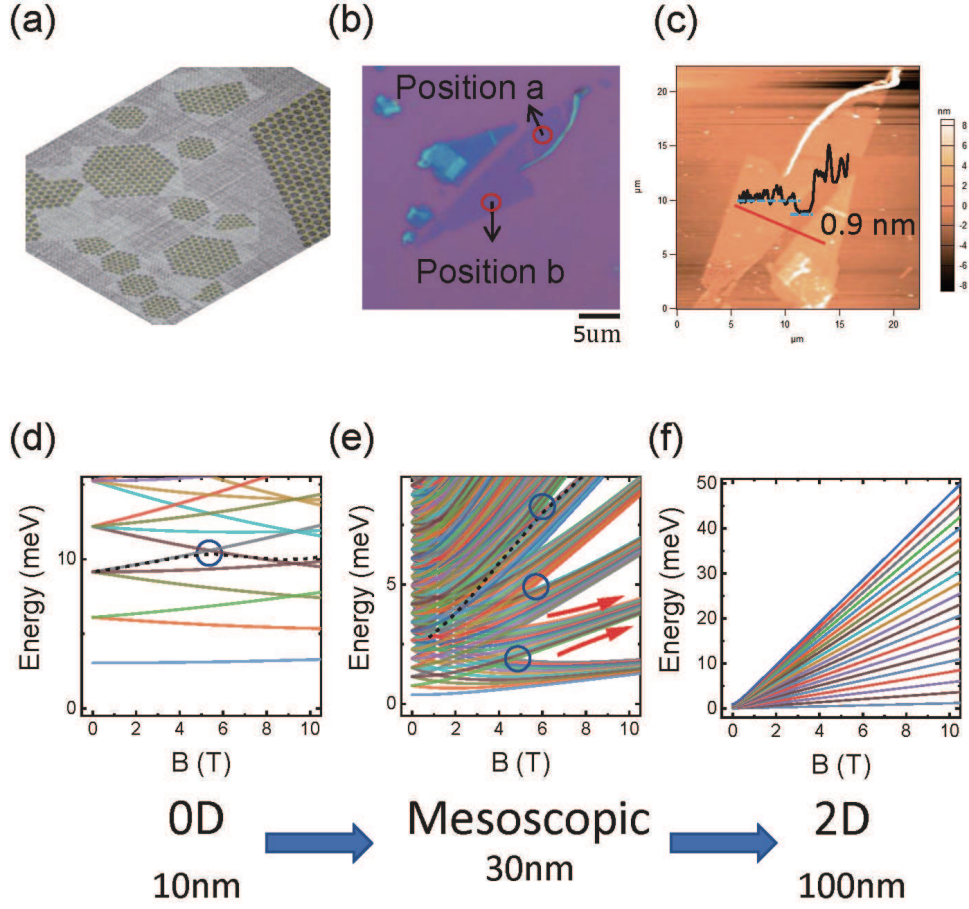 (a)
(b)
(c)
Position a
Position b
5um
nm
8
6
4
2
0
-2
-4
-6
-8
20
15
10
5
0
μm
0.9 nm
0 5 10 15 20
μm
(d)
(e)
(f)
Energy (meV)
10
0
0 2 4 6 8 10
B (T)
Energy (meV)
5
0
0 2 4 6 8 10
B (T)
Energy (meV)
50
40
30
20
10
0
0 2 4 6 8 10
B (T)
0D
Mesoscopic
2D
10nm
30nm
100nm